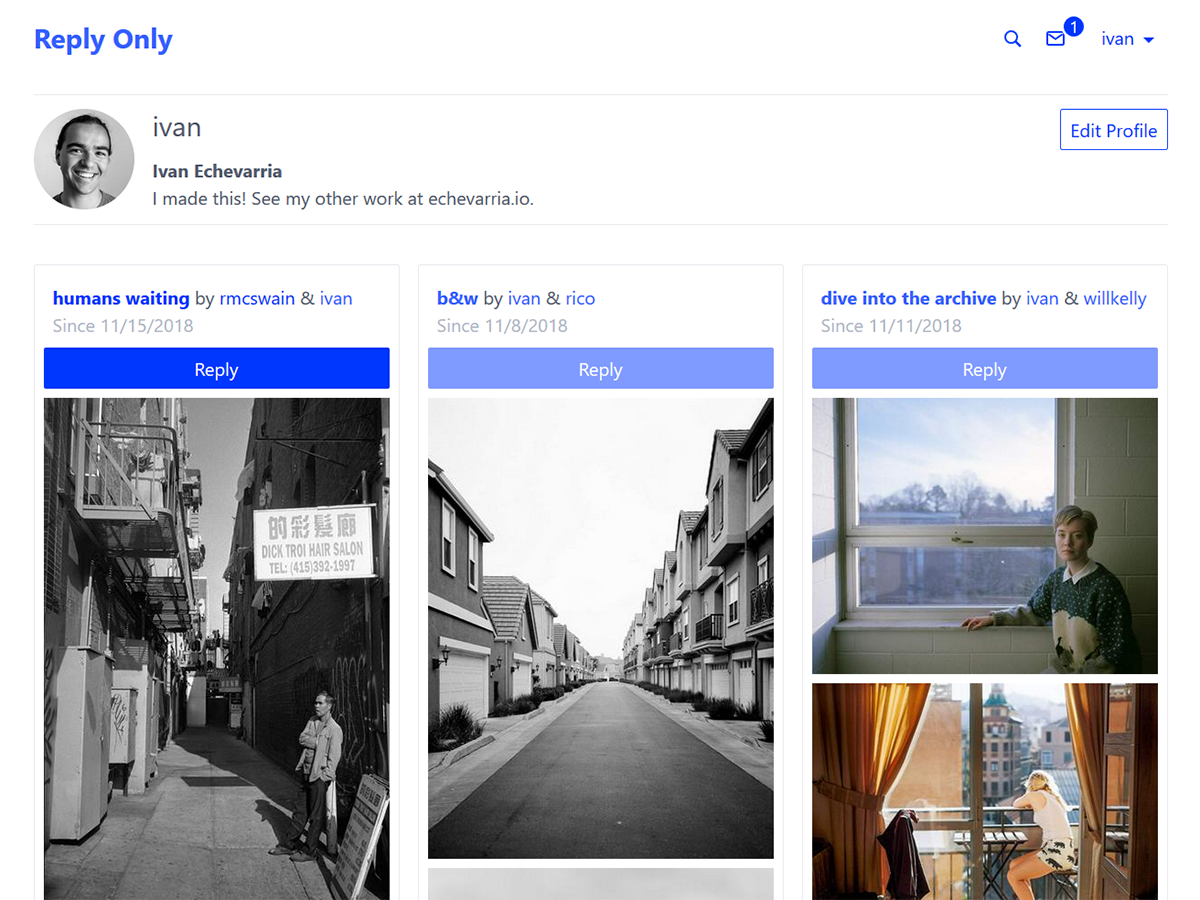 Reply Only
1
ivan
ivan
Edit Profile
Ivan Echevarria
I made this! See my other work at echevarria.io.
humans waiting by rmcswain & ivan
Since 11/15/2018
Reply
的彩髮廊
DICK TROI HAIR SALON
TEL: (415)392-1997
b&w by ivan & rico
Since 11/8/2018
Reply
dive into the archive by ivan & willkelly
Since 11/11/2018
Reply